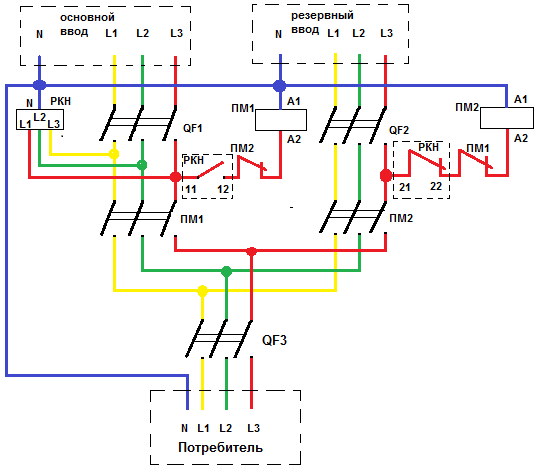 основной
ввод
N L1 L2 L3
резервный
ввод
N L1 L2 L3
N РКН
L2
L1 L3
QF1
ПМ1 A1
A2
QF2
ПМ2 A1
A2
РКН
11 12
ПМ2
РКН
21 22
ПМ1
ПМ1
ПМ2
QF3
N L1 L2 L3
Потребитель